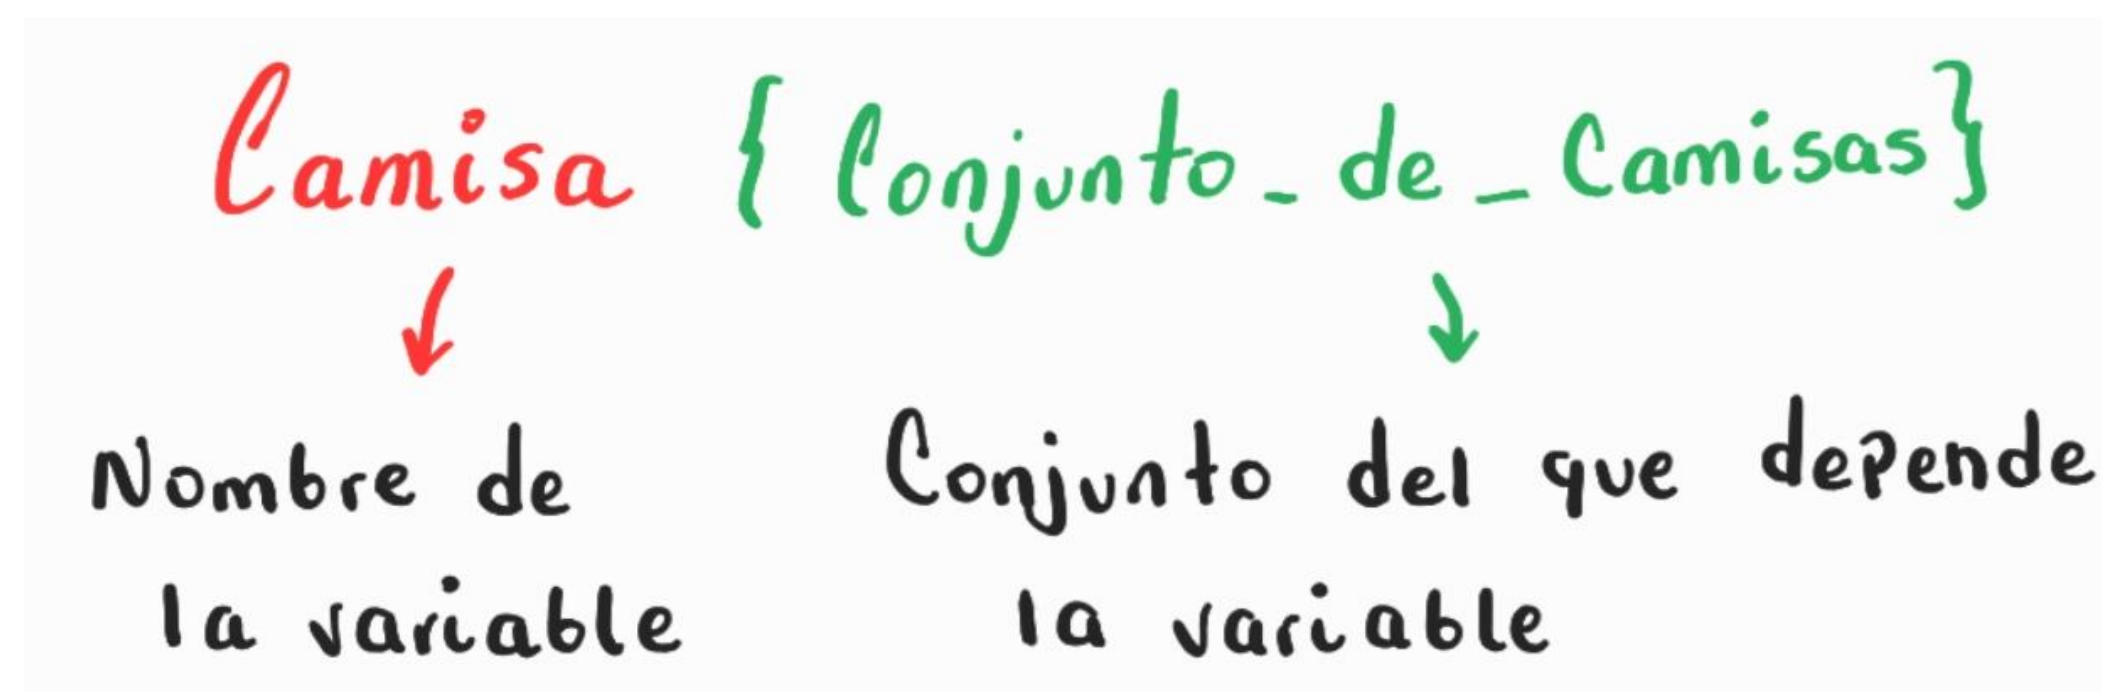 Camisa { Conjunto_de_Camisas}
Nombre de
la variable
Conjunto del que depende
la variable